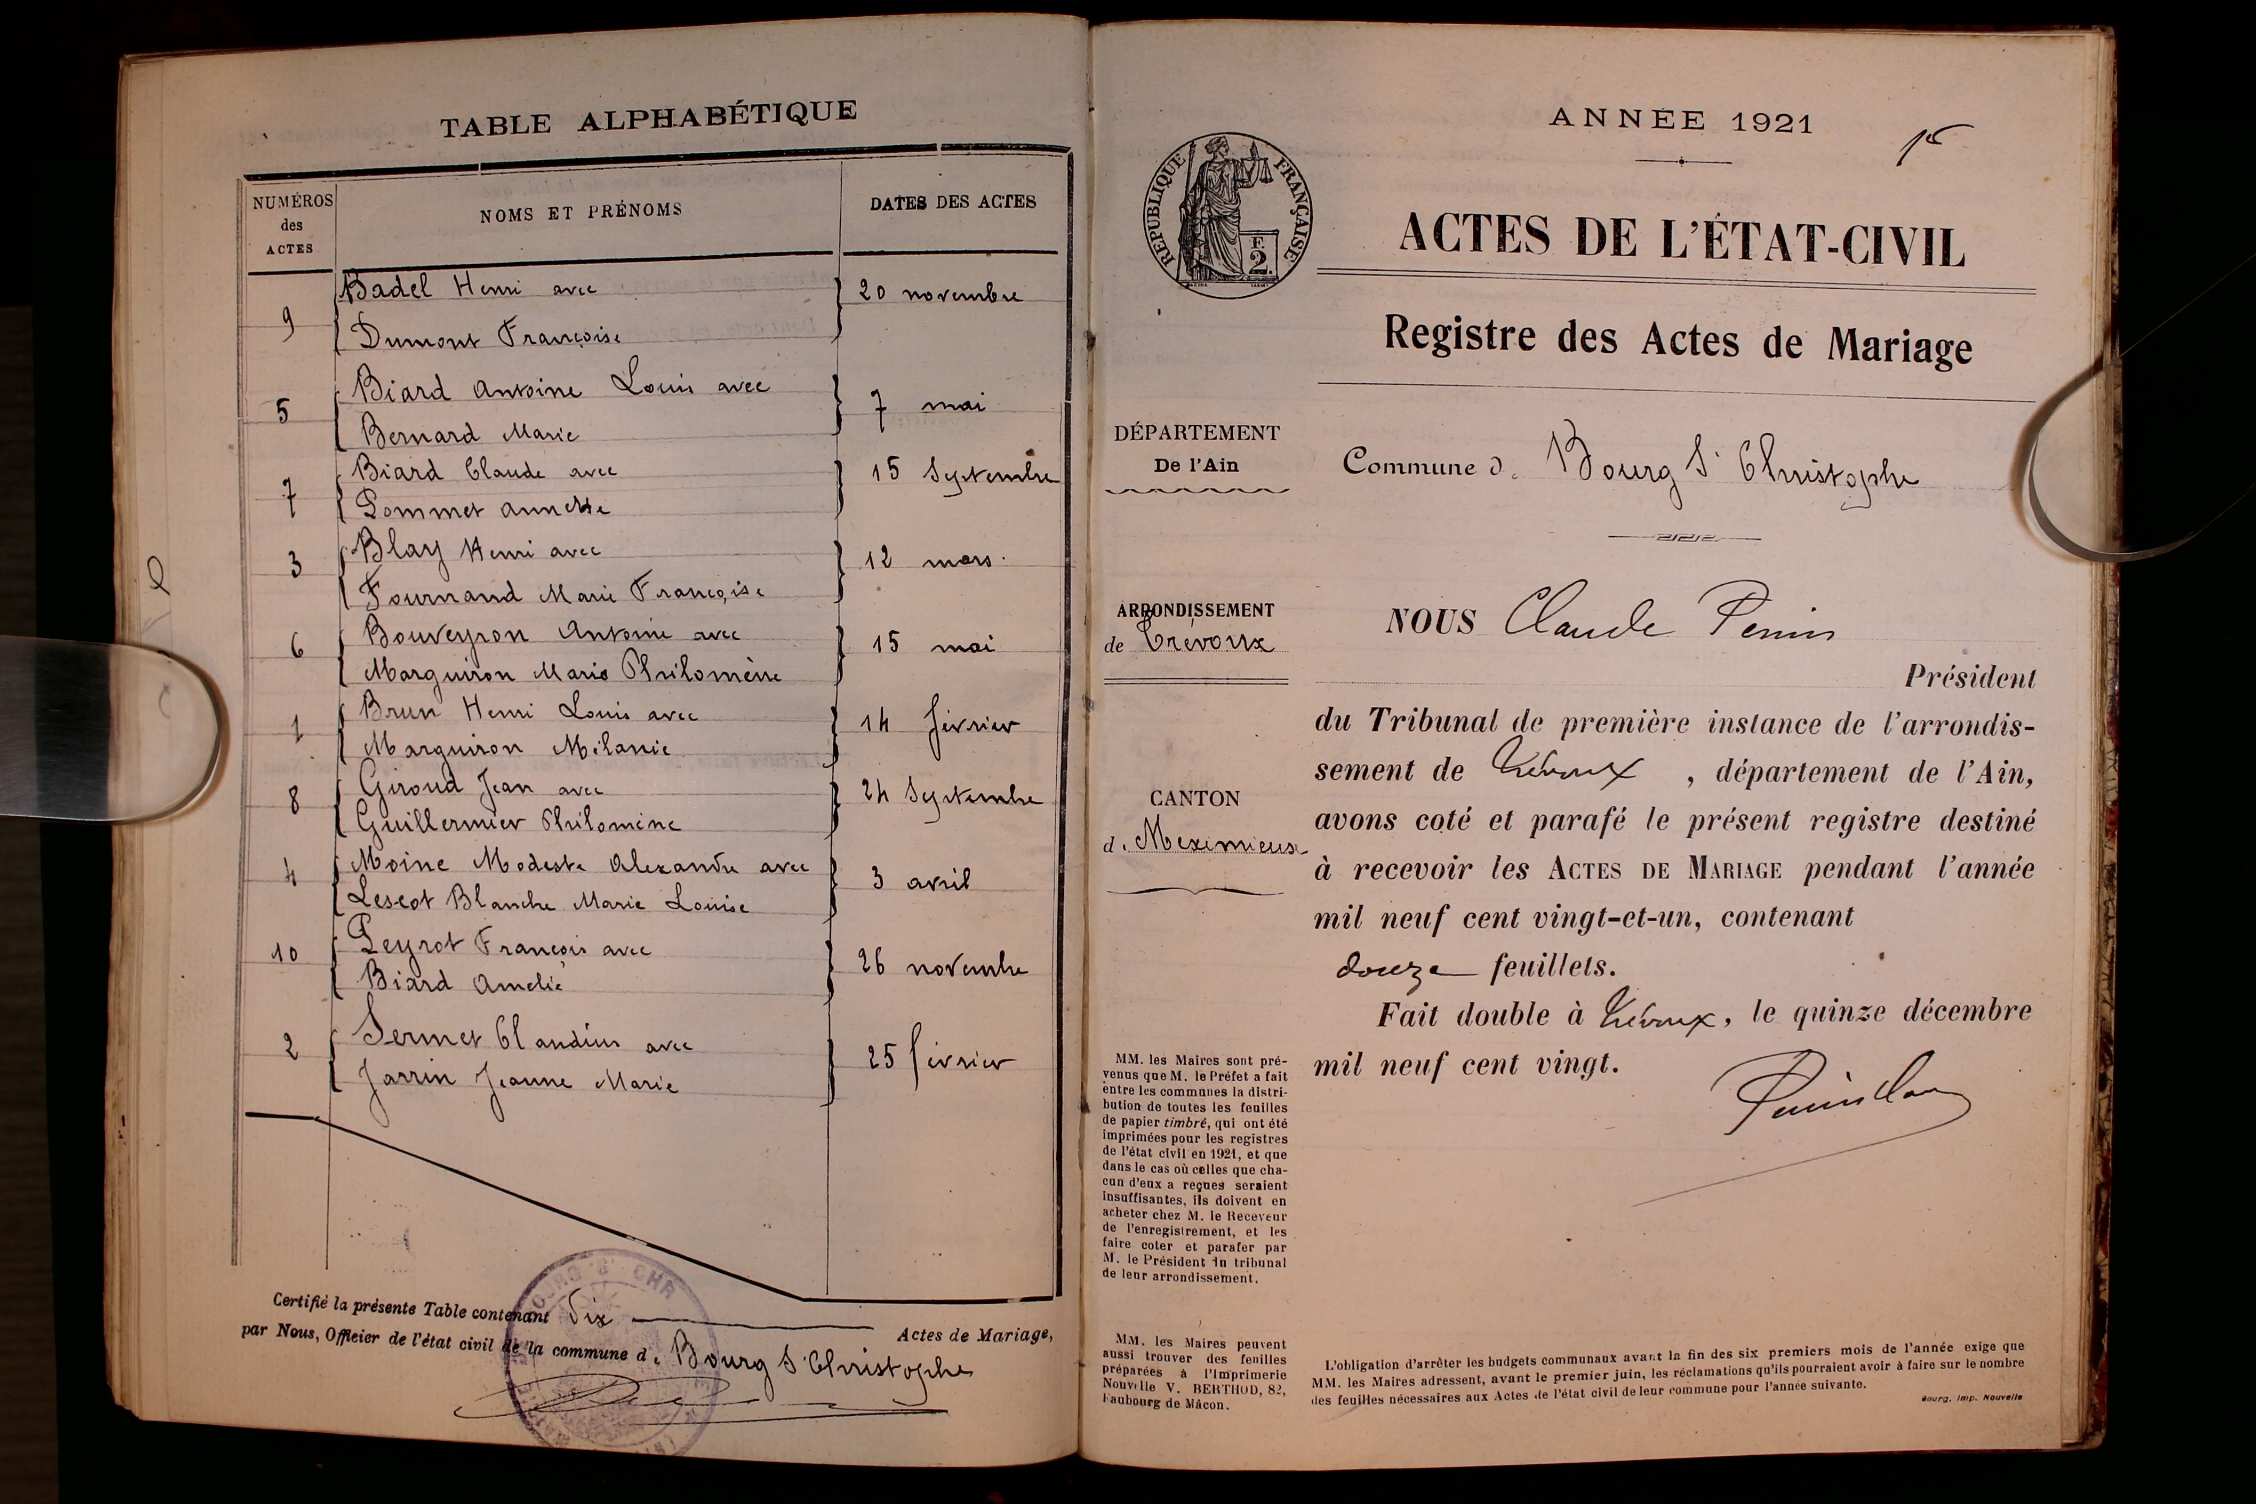 TABLE ALPHABÉTIQUE
NUMÉROS
des
ACTES
NOMS ET PRÉNOMS
DATES DES ACTES
9
Badel Henri avec
Dumont Françoise
20 novembre
5
Biard Antoine Louis avec
Bernard Marie
7 mai
7
Biard Claude avec
Pommet Annette
15 Septembre
3
Blay Henri avec
Fournand Marie Françoise
12 mars
6
Bouveyron Antoine avec
Marguiron Marie Philomène
15 mai
1
Brun Henri Louis avec
Marguiron Mélanie
14 février
8
Giroud Jean avec
Guillermier Philomène
24 Septembre
4
Moine Modeste Alexandre avec
Lescot Blanche Marie Louise
3 avril
10
Peyrot François avec
Biard Amelie
26 novembre
2
Sermet Claudius avec
Jarrin Jeanne Marie
25 février
Certifié la présente Table contenant Dix Actes de Mariage,
par Nous, Officier de l'état civil de la commune de Bourg St Christophe
ANNÉE 1921
RÉPUBLIQUE FRANÇAISE
F.
2.
ACTES DE L'ÉTAT-CIVIL
Registre des Actes de Mariage
DÉPARTEMENT
De l'Ain
Commune de Bourg St Christophe
ARRONDISSEMENT
de Trévoux
CANTON
de Meximieux
NOUS Claude Penin
Président
du Tribunal de première instance de l'arrondis-
sement de Trévoux, département de l'Ain,
avons coté et parafé le présent registre destiné
à recevoir les ACTES DE MARIAGE pendant l'année
mil neuf cent vingt-et-un, contenant
douze feuillets.
Fait double à Trévoux, le quinze décembre
mil neuf cent vingt.
MM. les Maires sont pré-
venus que M. le Préfet a fait
entre les communes la distri-
bution de toutes les feuilles
de papier timbré, qui ont été
imprimées pour les registres
de l'état civil en 1921, et que
dans le cas où celles que cha-
cun d'eux a reçues seraient
insuffisantes, ils doivent en
acheter chez M. le Receveur
de l'enregistrement, et les
faire coter et parafer par
M. le Président du tribunal
de leur arrondissement.
MM. les Maires peuvent
aussi trouver des feuilles
préparées à l'Imprimerie
Nouvelle V. BERTHOD, 82,
Faubourg de Mâcon.
L'obligation d'arrêter les budgets communaux avant la fin des six premiers mois de l'année exige que
MM. les Maires adressent, avant le premier juin, les réclamations qu'ils pourraient avoir à faire sur le nombre
des feuilles nécessaires aux Actes de l'état civil de leur commune pour l'année suivante.
Bourg, Imp. Nouvelle